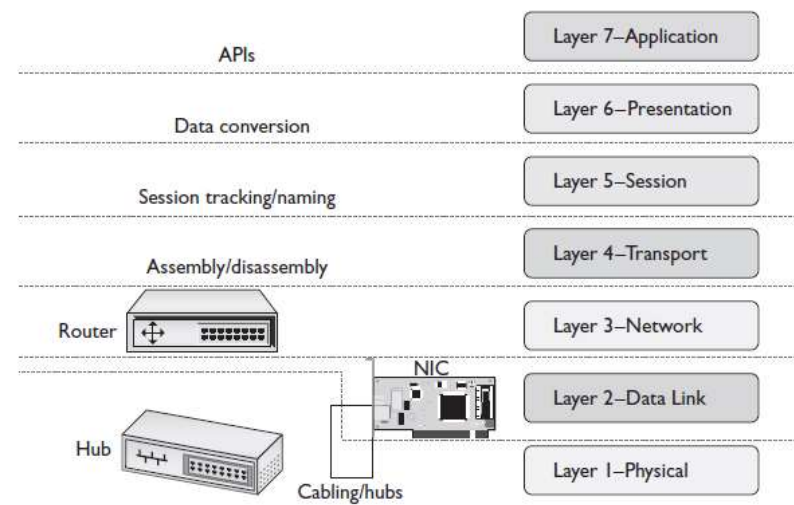 APIs
Layer 7–Application
Data conversion
Layer 6–Presentation
Session tracking/naming
Layer 5–Session
Assembly/disassembly
Layer 4–Transport
Router
Layer 3–Network
NIC
Layer 2–Data Link
Hub
Cabling/hubs
Layer 1–Physical